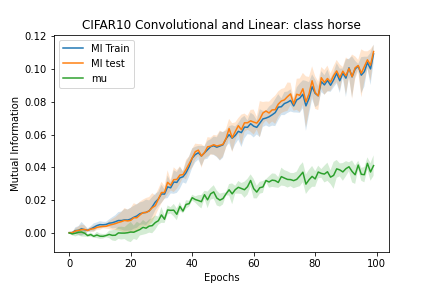 CIFAR10 Convolutional and Linear: class horse
MI Train
MI test
mu
Mutual Information
0.12
0.10
0.08
0.06
0.04
0.02
0.00
0 20 40 60 80 100
Epochs